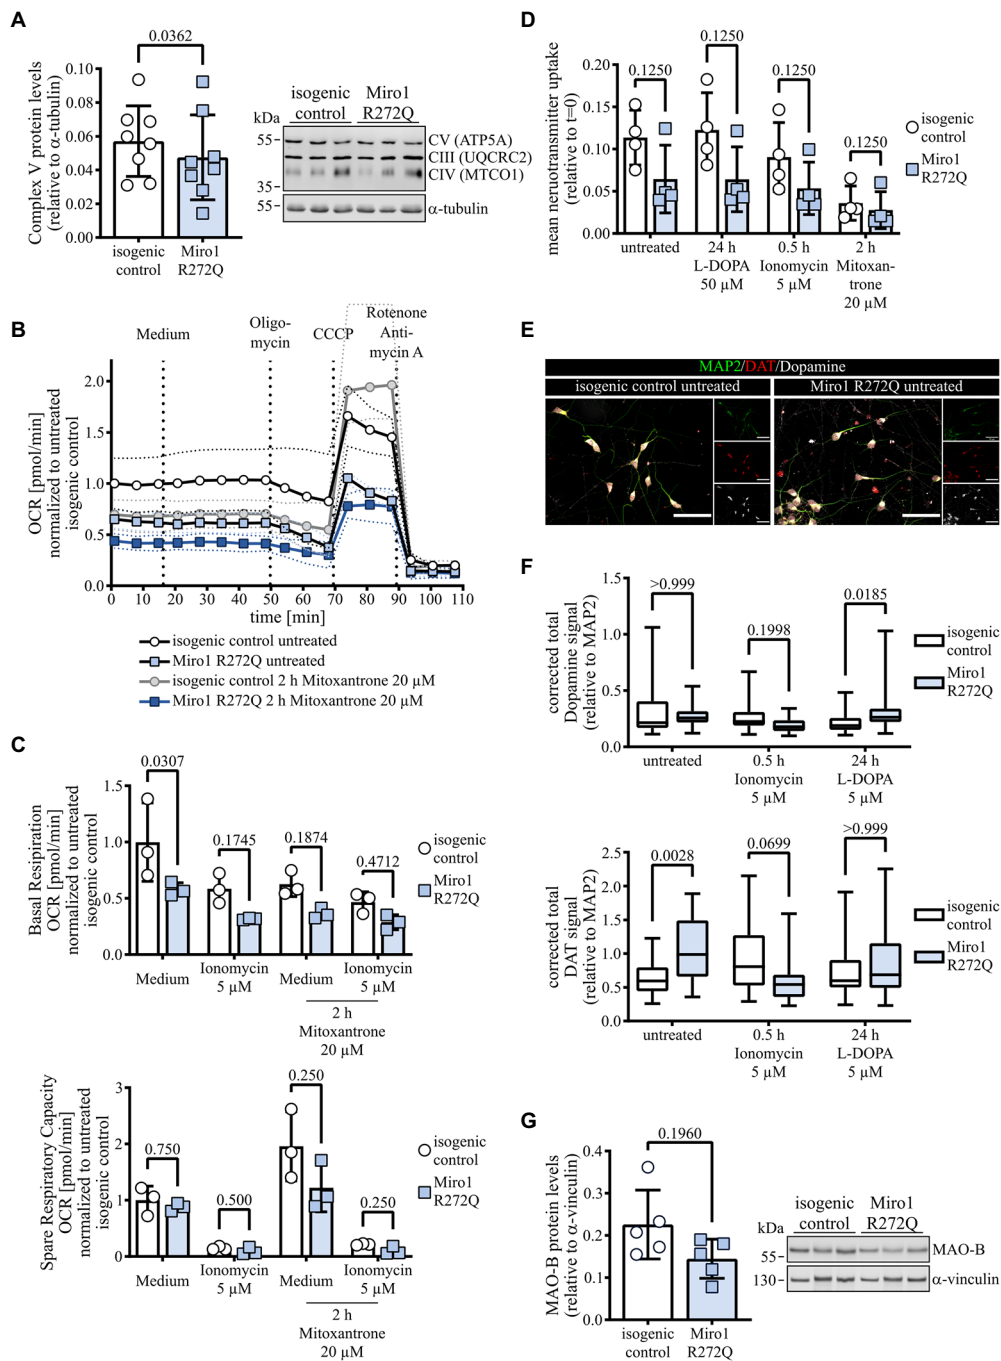 A
0.0362
Complex V protein levels
(relative to α-tubulin)
0.10
0.08
0.06
0.04
0.02
0.00
isogenic
control
Miro1
R272Q
kDa
isogenic
control
Miro1
R272Q
55
35
55
CV (ATP5A)
CIII (UQCRC2)
CIV (MTCO1)
α-tubulin
D
mean neruotransmitter uptake
(relative to t=0)
0.20
0.15
0.10
0.05
0.00
0.1250
0.1250
0.1250
0.1250
untreated
24 h
L-DOPA
50 µM
0.5 h
Ionomycin
5 µM
2 h
Mitoxan-
trone
20 µM
isogenic
control
Miro1
R272Q
B
Medium
Oligo-
mycin
CCCP
Rotenone
Anti-
mycin A
OCR [pmol/min]
normalized to untreated
isogenic control
2.0
1.5
1.0
0.5
0.0
0 10 20 30 40 50 60 70 80 90 100 110
time [min]
isogenic control untreated
Miro1 R272Q untreated
isogenic control 2 h Mitoxantrone 20 µM
Miro1 R272Q 2 h Mitoxantrone 20 µM
E
MAP2/DAT/Dopamine
isogenic control untreated
Miro1 R272Q untreated
C
Basal Resipiration
OCR [pmol/min]
normalized to untreated
isogenic control
1.5
1.0
0.5
0.0
0.0307
0.1745
0.1874
0.4712
Medium
Ionomycin
5 µM
Medium
Ionomycin
5 µM
2 h
Mitoxantrone
20 µM
isogenic
control
Miro1
R272Q
Spare Respiratory Capacity
OCR [pmol/min]
normalized to untreated
isogenic control
3
2
1
0
0.750
0.500
0.250
0.250
Medium
Ionomycin
5 µM
Medium
Ionomycin
5 µM
2 h
Mitoxantrone
20 µM
isogenic
control
Miro1
R272Q
F
corrected total
Dopamine signal
(relative to MAP2)
1.5
1.0
0.5
0.0
>0.999
0.1998
0.0185
untreated
0.5 h
Ionomycin
5 µM
24 h
L-DOPA
5 µM
isogenic
control
Miro1
R272Q
corrected total
DAT signal
(relative to MAP2)
2.5
2.0
1.5
1.0
0.5
0.0
0.0028
0.0699
>0.999
untreated
0.5 h
Ionomycin
5 µM
24 h
L-DOPA
5 µM
isogenic
control
Miro1
R272Q
G
MAO-B protein levels
(relative to α-vinculin)
0.4
0.3
0.2
0.1
0.0
0.1960
isogenic
control
Miro1
R272Q
kDa
isogenic
control
Miro1
R272Q
55
130
MAO-B
α-vinculin